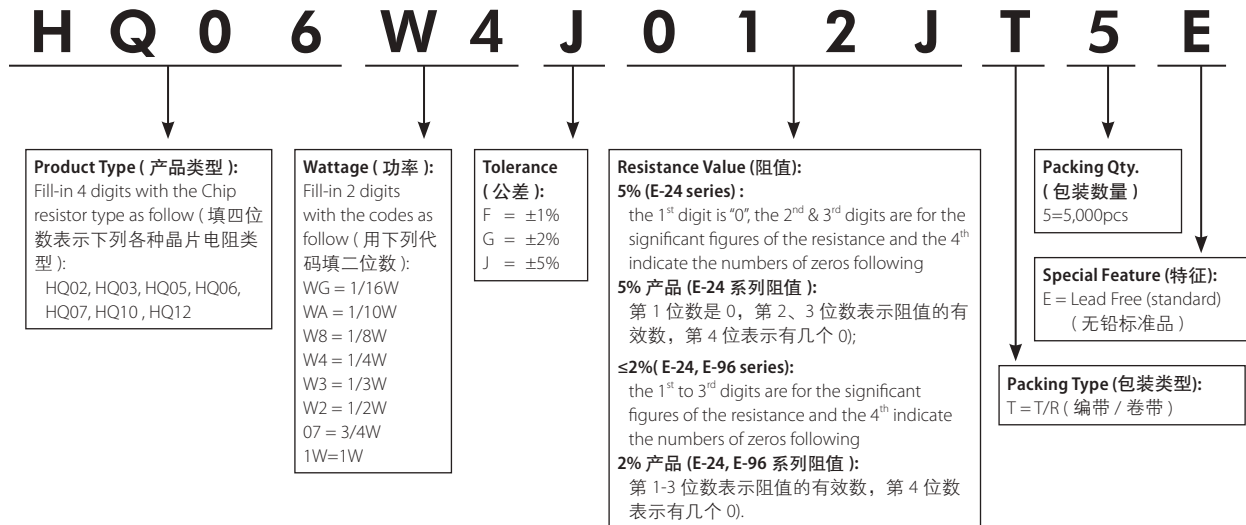 H Q 0 6 W 4 J 0 1 2 J T 5 E
Product Type ( 产品类型 ):
Fill-in 4 digits with the Chip
resistor type as follow ( 填四位
数表示下列各种晶片电阻类
型 ):
HQ02, HQ03, HQ05, HQ06,
HQ07, HQ10 , HQ12
Wattage ( 功率 ):
Fill-in 2 digits
with the codes as
follow ( 用下列代
码填二位数 ):
WG = 1/16W
WA = 1/10W
W8 = 1/8W
W4 = 1/4W
W3 = 1/3W
W2 = 1/2W
07 = 3/4W
1W=1W
Tolerance
( 公差 ):
F = ±1%
G = ±2%
J = ±5%
Resistance Value (阻值):
5% (E-24 series) :
the 1st digit is "0", the 2nd & 3rd digits are for the
significant figures of the resistance and the 4th
indicate the numbers of zeros following
5% 产品 (E-24 系列阻值 ):
第 1 位数是 0，第 2、3 位数表示阻值的有
效数，第 4 位表示有几个 0);
≤2%( E-24, E-96 series):
the 1st to 3rd digits are for the significant
figures of the resistance and the 4th indicate
the numbers of zeros following
2% 产品 (E-24, E-96 系列阻值 ):
第 1-3 位数表示阻值的有效数，第 4 位数
表示有几个 0).
Packing Qty.
( 包装数量 )
5=5,000pcs
Special Feature (特征):
E = Lead Free (standard)
( 无铅标准品 )
Packing Type (包装类型):
T = T/R ( 编带 / 卷带 )